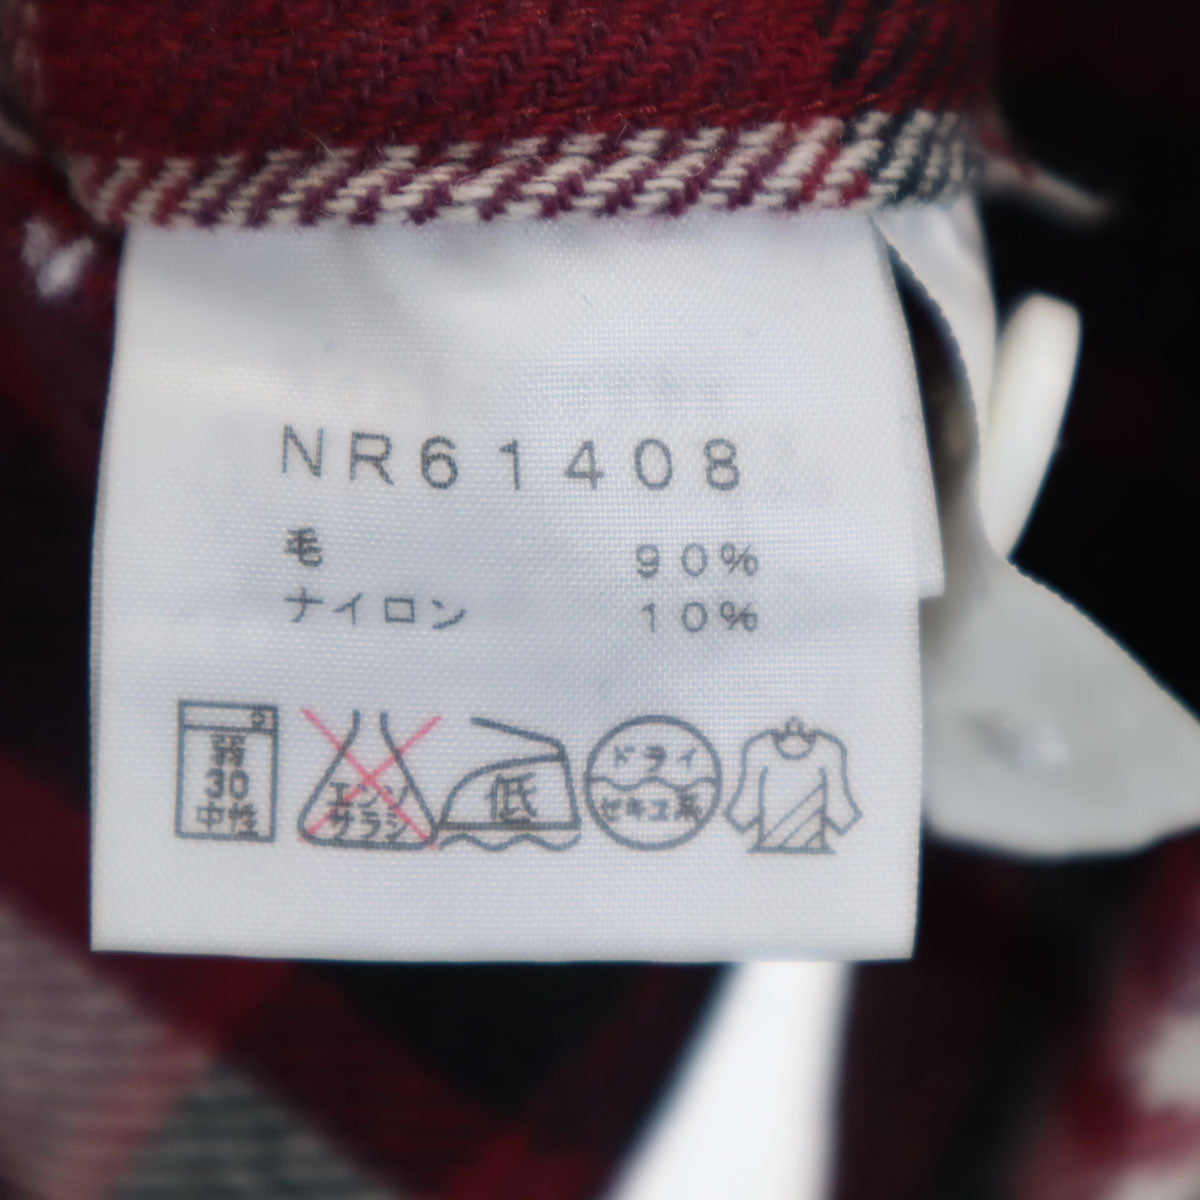 NR61408
毛 90%
ナイロン 10%
弱
30
中性
エンソ
サラシ
低
ドライ
セキユ系